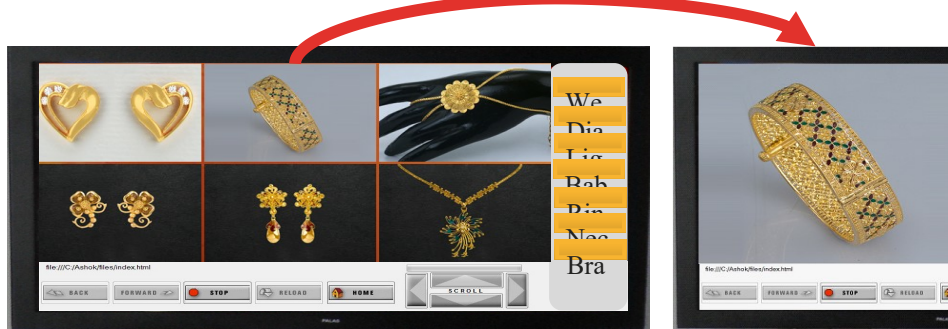 We
Dia
Lig
Bab
Rin
Nec
Bra
file:///C:/Ashok/files/index.html
BACK
FORWARD
STOP
RELOAD
HOME
SCROLL
file:///C:/Ashok/files/index.html
BACK
FORWARD
STOP
RELOAD